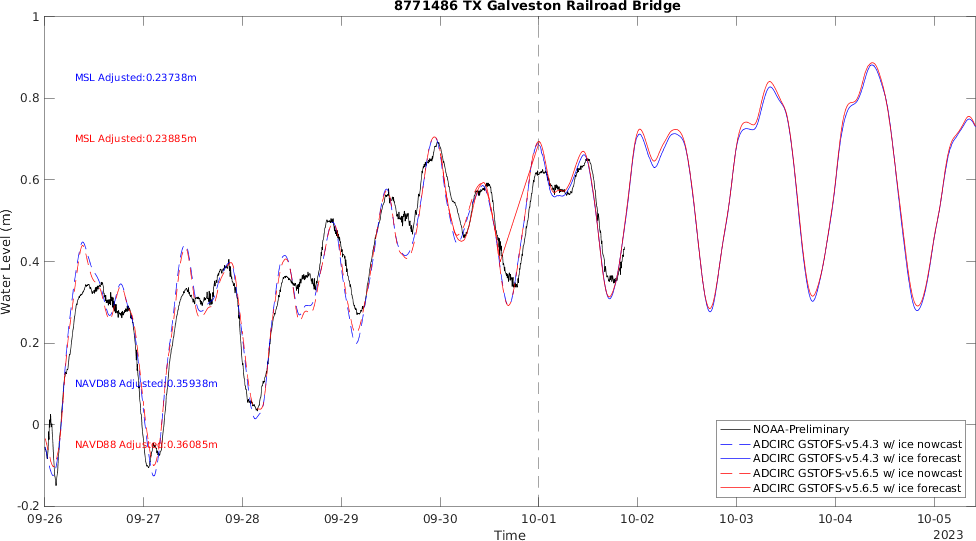 8771486 TX Galveston Railroad Bridge
1
0.8
0.6
0.4
0.2
0
-0.2
Water Level (m)
MSL Adjusted:0.23738m
MSL Adjusted:0.23885m
NAVD88 Adjusted:0.35938m
NAVD88 Adjusted:0.36085m
NOAA-Preliminary
ADCIRC GSTOFS-v5.4.3 w/ ice nowcast
ADCIRC GSTOFS-v5.4.3 w/ ice forecast
ADCIRC GSTOFS-v5.6.5 w/ ice nowcast
ADCIRC GSTOFS-v5.6.5 w/ ice forecast
09-26 09-27 09-28 09-29 09-30 10-01 10-02 10-03 10-04 10-05
2023
Time